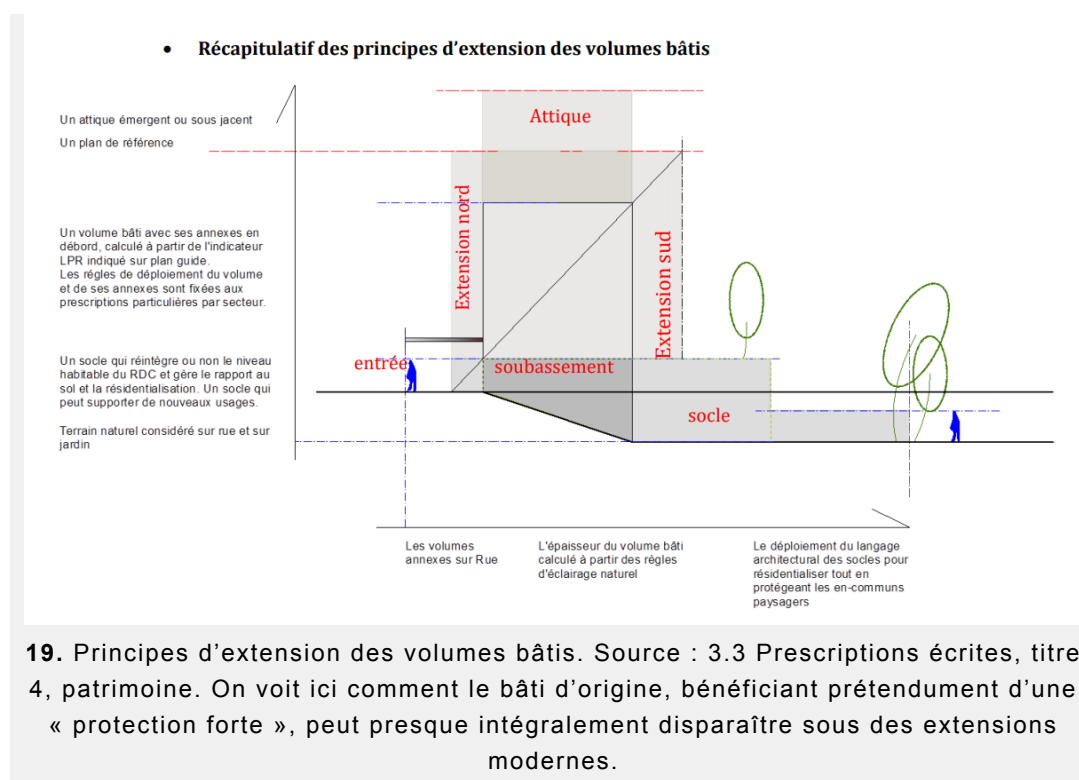 • Récapitulatif des principes d’extension des volumes bâtis
Un attique émergent ou sous jacent
Un plan de référence
Un volume bâti avec ses annexes en
débord, calculé à partir de l'indicateur
LPR indiqué sur plan guide.
Les régles de déploiement du volume
et de ses annexes sont fixées aux
prescriptions particulières par secteur.
Un socle qui réintègre ou non le niveau
habitable du RDC et gère le rapport au
sol et la résidentialisation. Un socle qui
peut supporter de nouveaux usages.
Terrain naturel considéré sur rue et sur
jardin
Attique
Extension nord
Extension sud
entrée
soubassement
socle
Les volumes
annexes sur Rue
L'épaisseur du volume bâti
calculé à partir des règles
d'éclairage naturel
Le déploiement du langage
architectural des socles pour
résidentialiser tout en
protégeant les en-communs
paysagers
19. Principes d’extension des volumes bâtis. Source : 3.3 Prescriptions écrites, titre
4, patrimoine. On voit ici comment le bâti d’origine, bénéficiant prétendument d’une
« protection forte », peut presque intégralement disparaître sous des extensions
modernes.